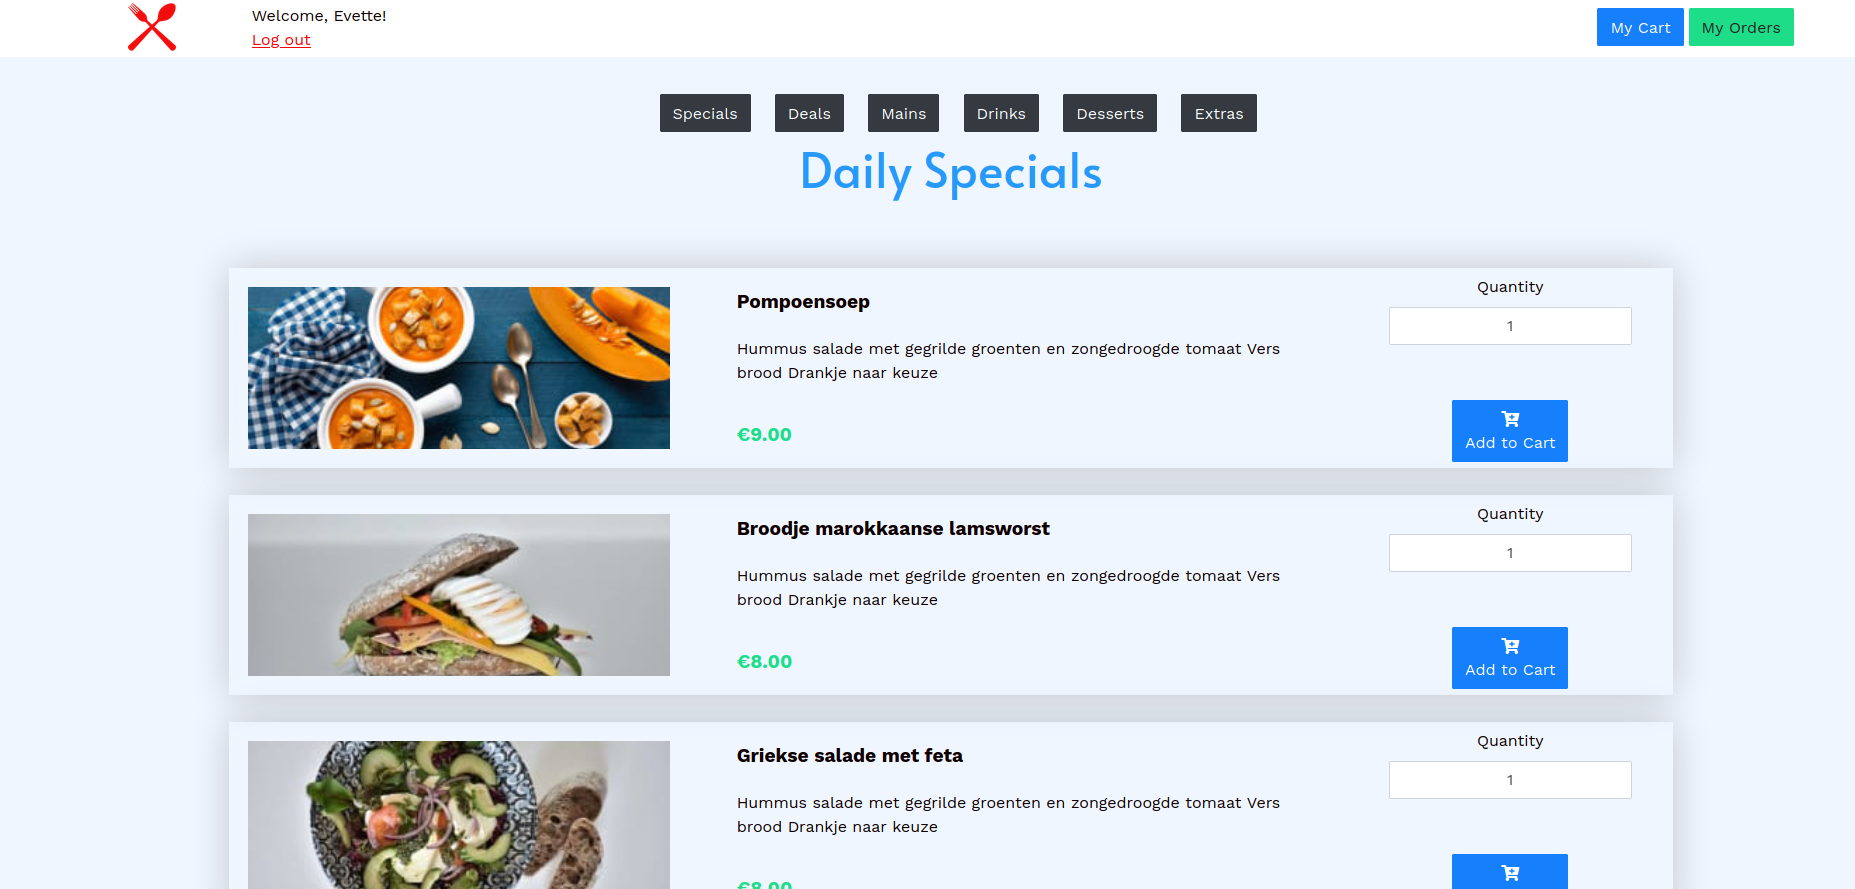 Welcome, Evette!
Log out
My Cart
My Orders
Specials
Deals
Mains
Drinks
Desserts
Extras
Daily Specials
Pompoensoep
Hummus salade met gegrilde groenten en zongedroogde tomaat Vers
brood Drankje naar keuze
€9.00
Quantity
1
Add to Cart
Broodje marokkaanse lamsworst
Hummus salade met gegrilde groenten en zongedroogde tomaat Vers
brood Drankje naar keuze
€8.00
Quantity
1
Add to Cart
Griekse salade met feta
Hummus salade met gegrilde groenten en zongedroogde tomaat Vers
brood Drankje naar keuze
€8.00
Quantity
1